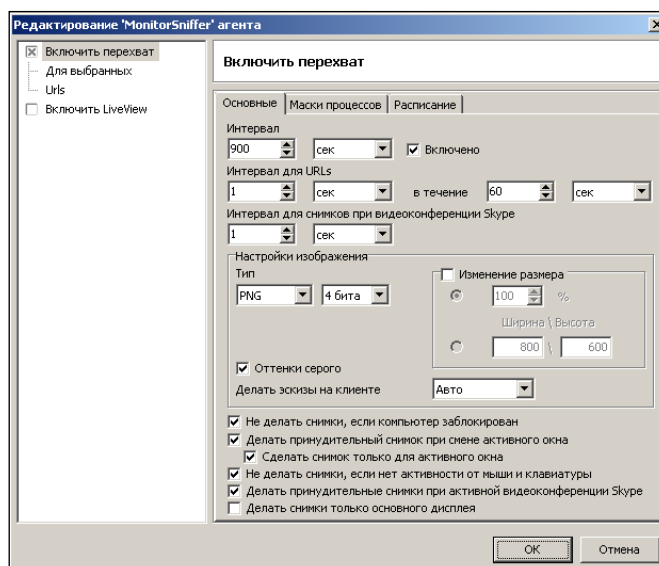 Редактирование 'MonitorSniffer' агента
Включить перехват
Для выбранных
Urls
Включить LiveView
Включить перехват
Основные Маски процессов Расписание
Интервал
900 сек Включено
Интервал для URLs
1 сек в течение 60 сек
Интервал для снимков при видеоконференции Skype
1 сек
Настройки изображения
Тип
PNG 4 бита
Изменение размера
100 %
Ширина \ Высота
800 \ 600
Оттенки серого
Делать эскизы на клиенте Авто
Не делать снимки, если компьютер заблокирован
Делать принудительный снимок при смене активного окна
Сделать снимок только для активного окна
Не делать снимки, если нет активности от мыши и клавиатуры
Делать принудительные снимки при активной видеоконференции Skype
Делать снимки только основного дисплея
OK Отмена